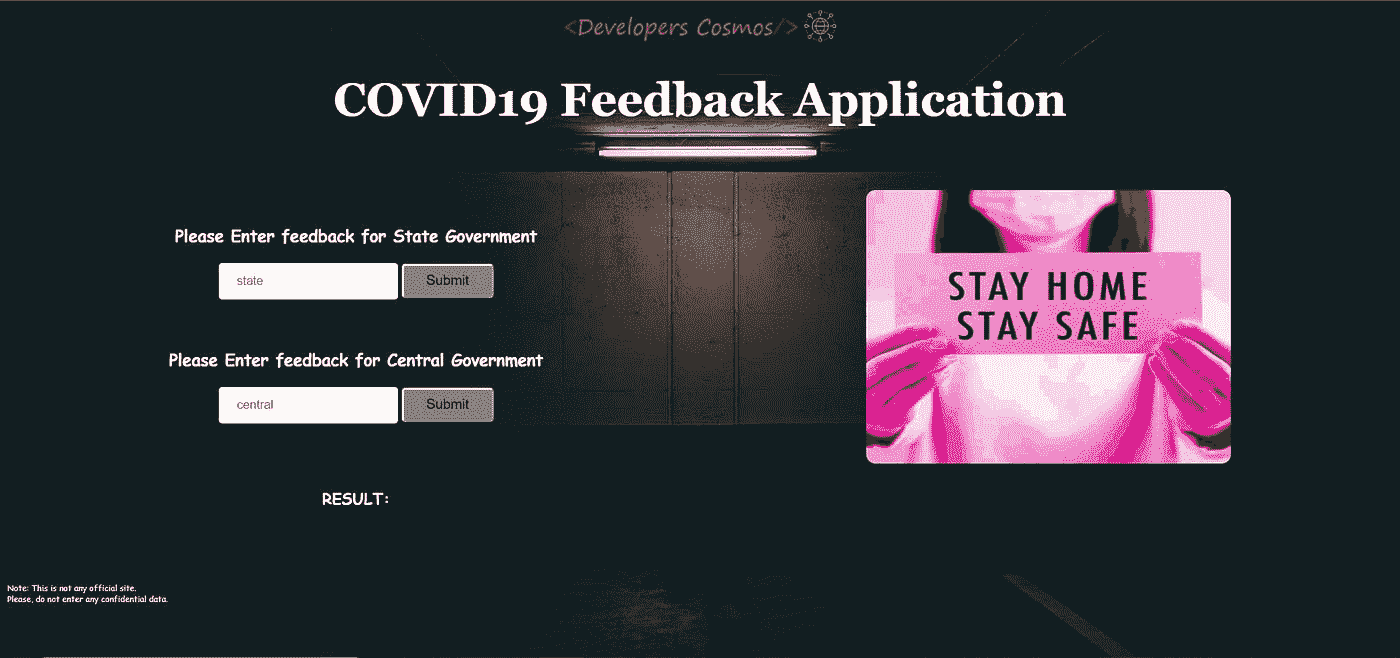 <Developers Cosmos/>
COVID19 Feedback Application
Please Enter feedback for State Government
state
Submit
Please Enter feedback for Central Government
central
Submit
STAY HOME
STAY SAFE
RESULT:
Note: This is not any official site.
Please, do not enter any confidential data.